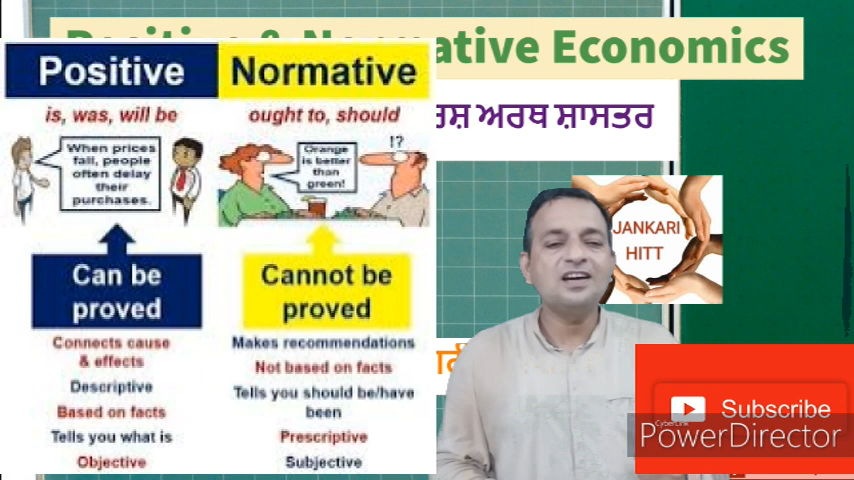 Normative Economics
ਅਰਥ ਸ਼ਾਸਤਰ
Positive
Normative
is, was, will be
ought to, should
When prices
fall, people
often delay
their
purchases.
Orange
is better
than
green!
!?
Can be
proved
Cannot be
proved
Connects cause
& effects
Descriptive
Based on facts
Tells you what is
Objective
Makes recommendations
Not based on facts
Tells you should be/have
been
Prescriptive
Subjective
JANKARI
HITT
Subscribe
CyberLink
PowerDirector